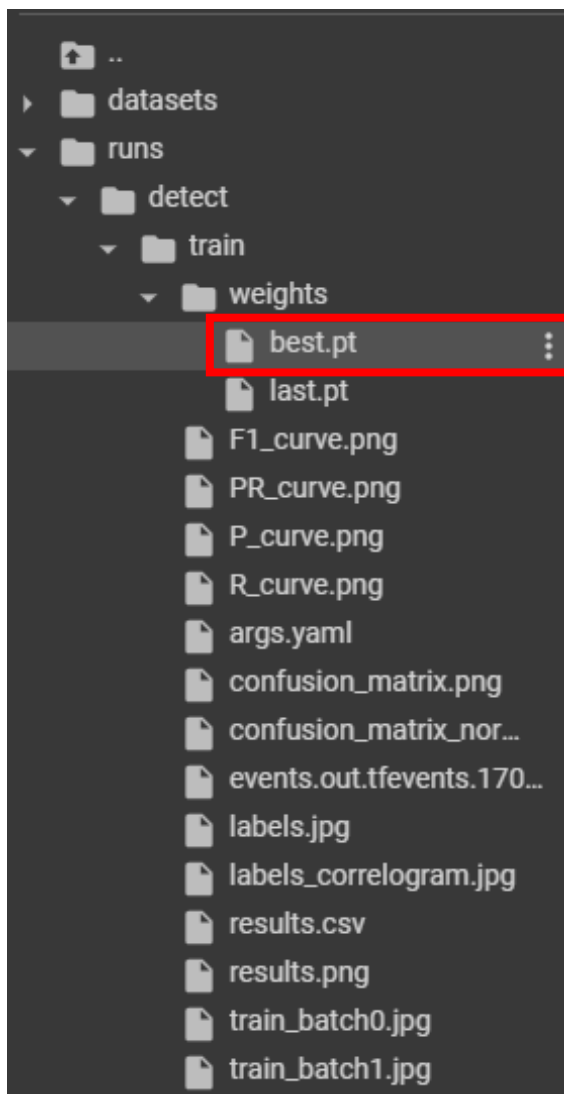 ..
datasets
runs
detect
train
weights
best.pt
last.pt
F1_curve.png
PR_curve.png
P_curve.png
R_curve.png
args.yaml
confusion_matrix.png
confusion_matrix_nor...
events.out.tfevents.170...
labels.jpg
labels_correlogram.jpg
results.csv
results.png
train_batch0.jpg
train_batch1.jpg